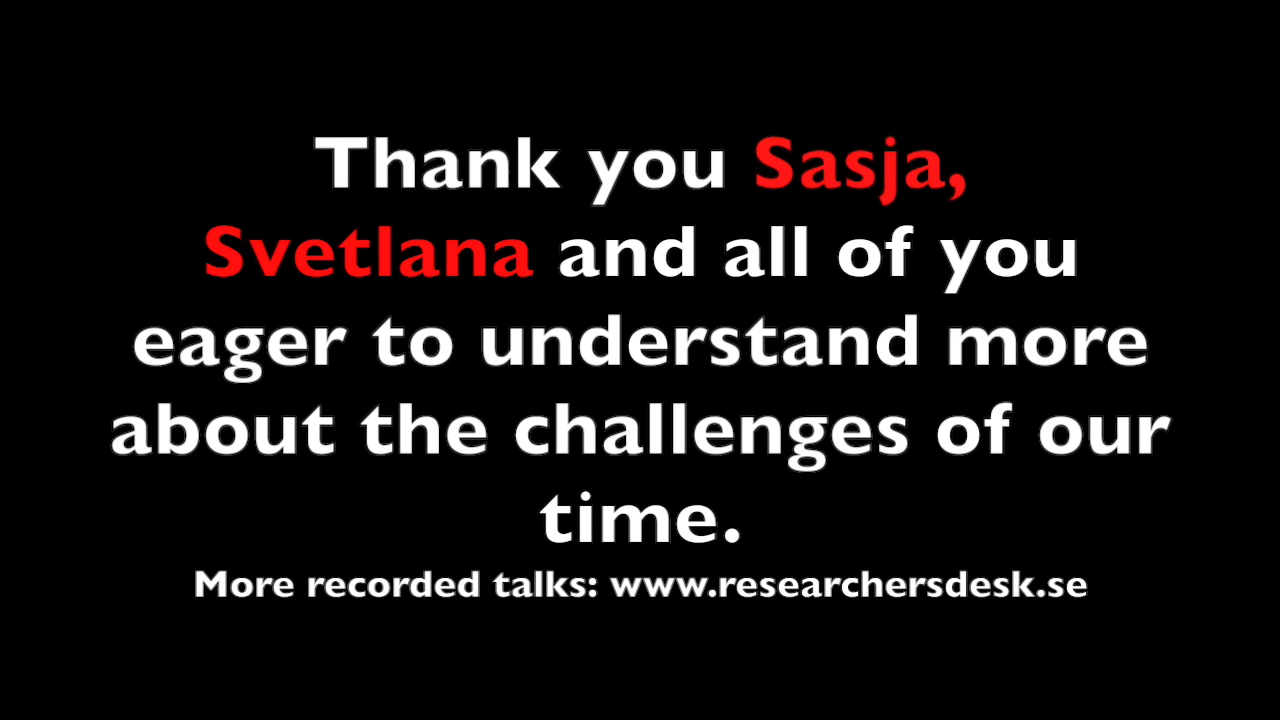 Thank you Sasja,
Svetlana and all of you
eager to understand more
about the challenges of our
time.
More recorded talks: www.researchersdesk.se